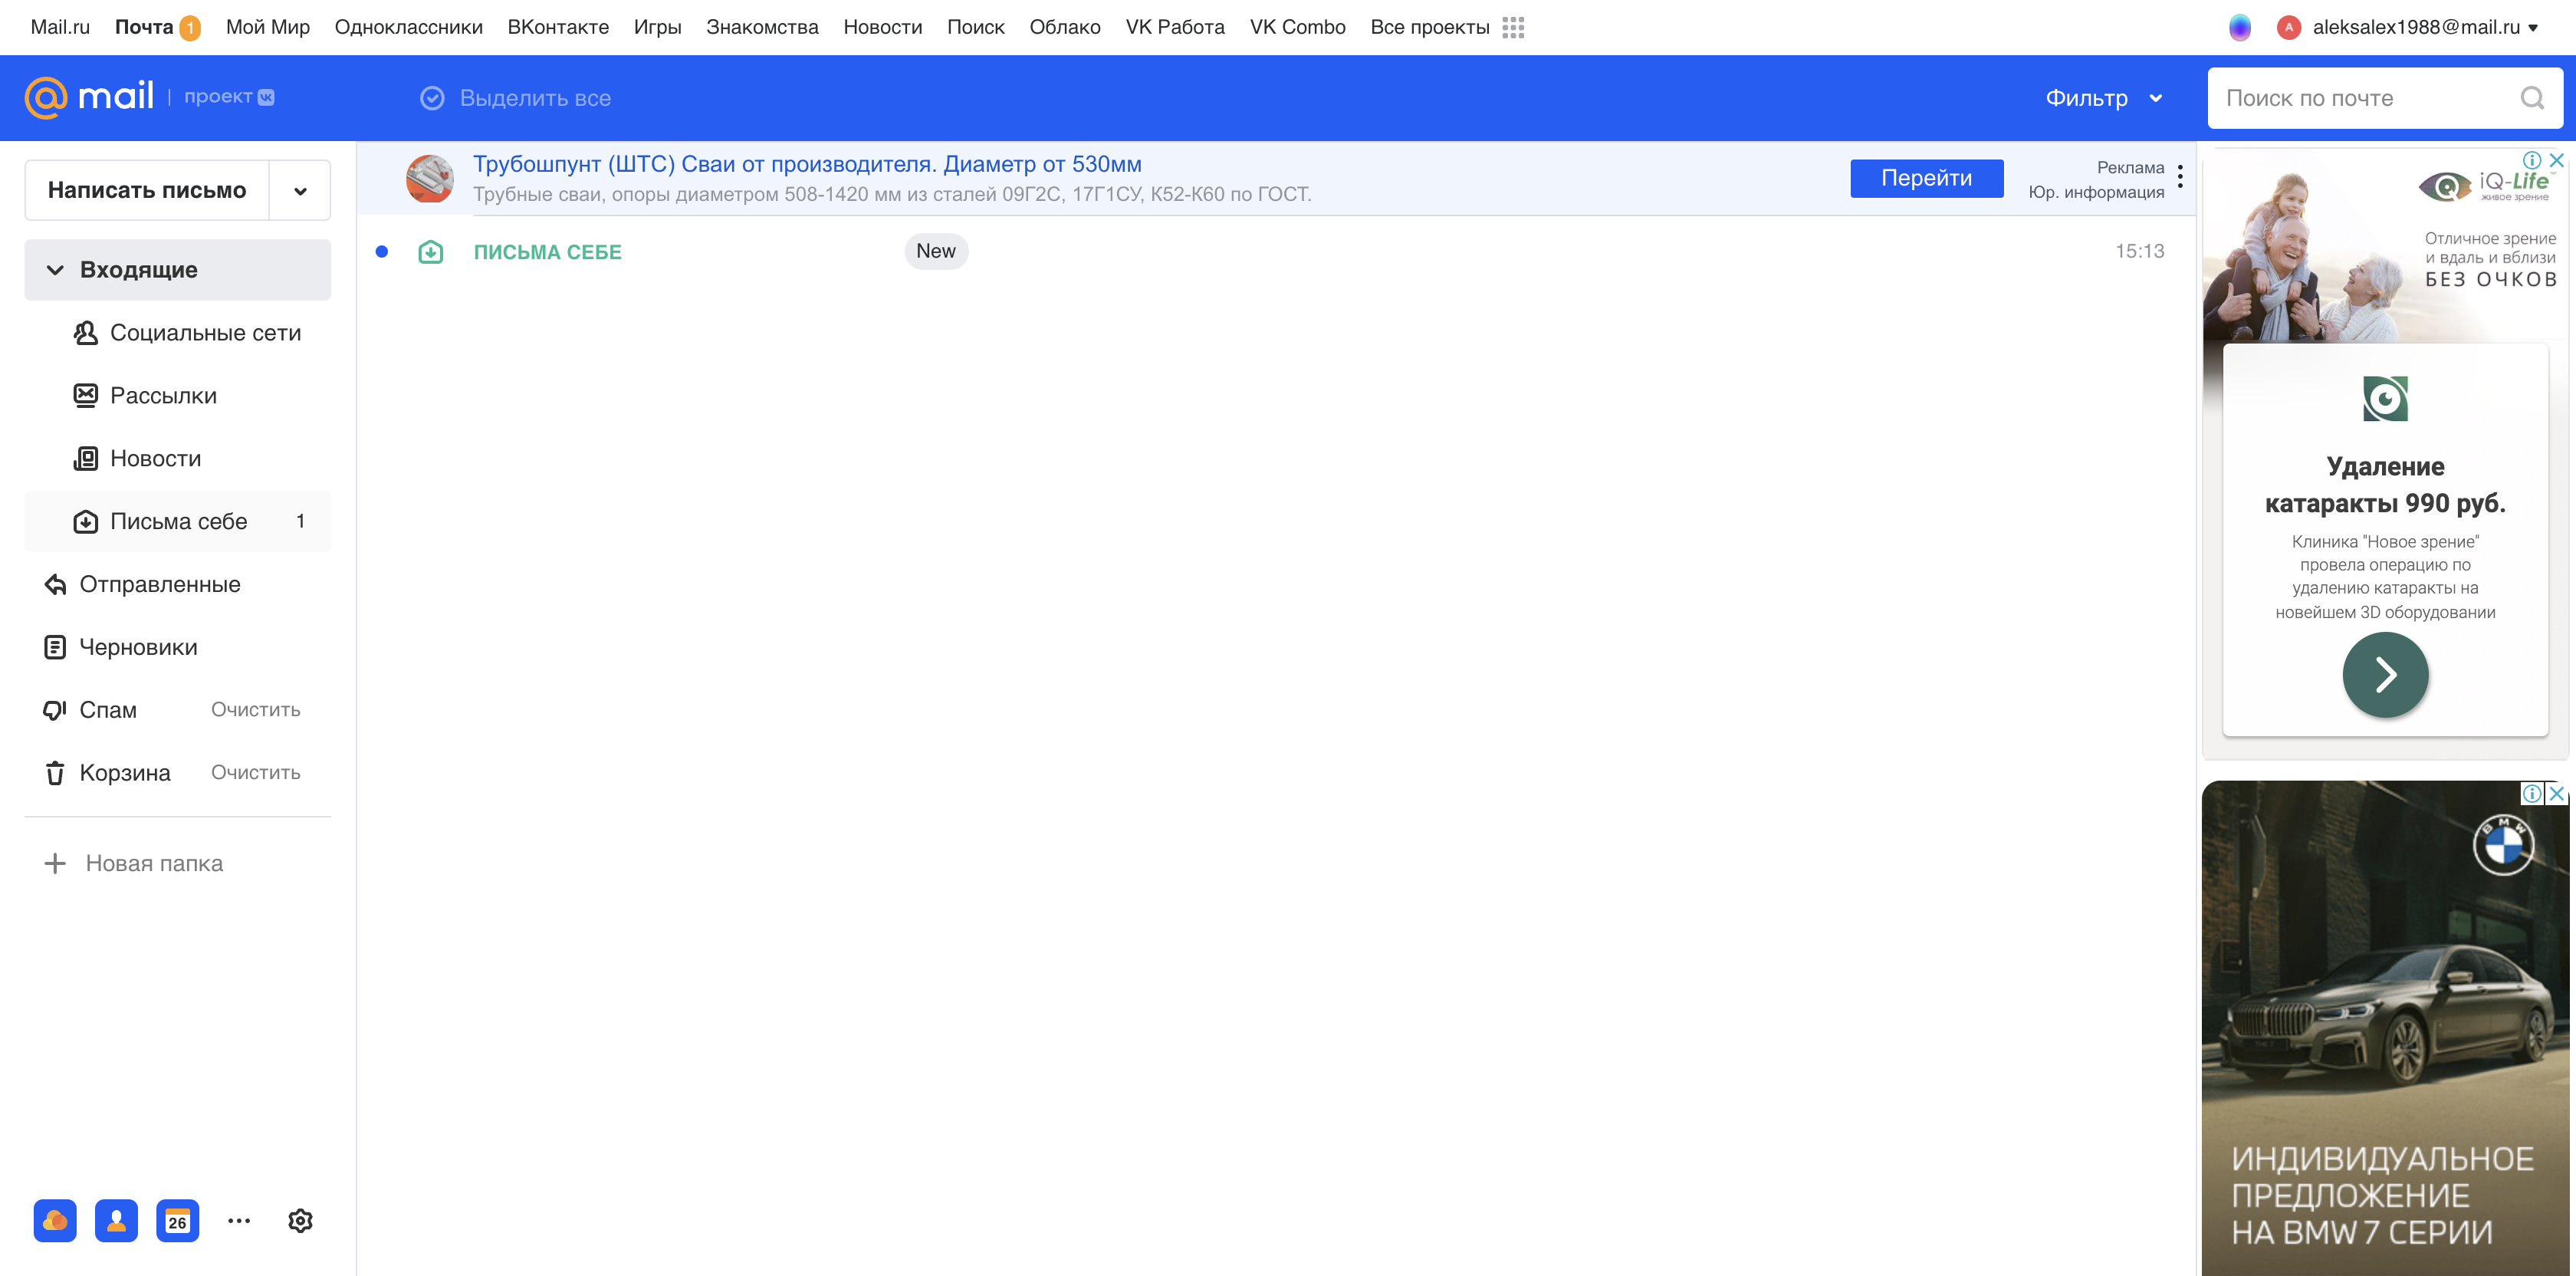 Mail.ru Почта 1 Мой Мир Одноклассники ВКонтакте Игры Знакомства Новости Поиск Облако VK Работа VK Combo Все проекты A aleksalex1988@mail.ru
@mail | проект Выделить все Фильтр Поиск по почте
Написать письмо
Входящие
Социальные сети
Рассылки
Новости
Письма себе 1
Отправленные
Черновики
Спам Очистить
Корзина Очистить
Новая папка
26
Трубошпунт (ШТС) Сваи от производителя. Диаметр от 530мм
Трубные сваи, опоры диаметром 508-1420 мм из сталей 09Г2С, 17Г1СУ, К52-К60 по ГОСТ.
Перейти
Реклама
Юр. информация
ПИСЬМА СЕБЕ New 15:13
iQ-Life
живое зрение
Отличное зрение
и вдаль и вблизи
БЕЗ ОЧКОВ
Удаление
катаракты 990 руб.
Клиника "Новое зрение"
провела операцию по
удалению катаракты на
новейшем 3D оборудовании
BMW
ИНДИВИДУАЛЬНОЕ
ПРЕДЛОЖЕНИЕ
НА BMW 7 СЕРИИ